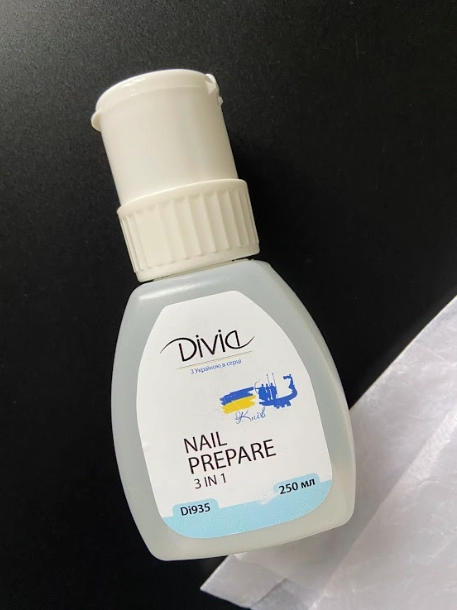 Divia
З Україною в серці
Київ
NAIL
PREPARE
3 IN 1
Di935
250 мл